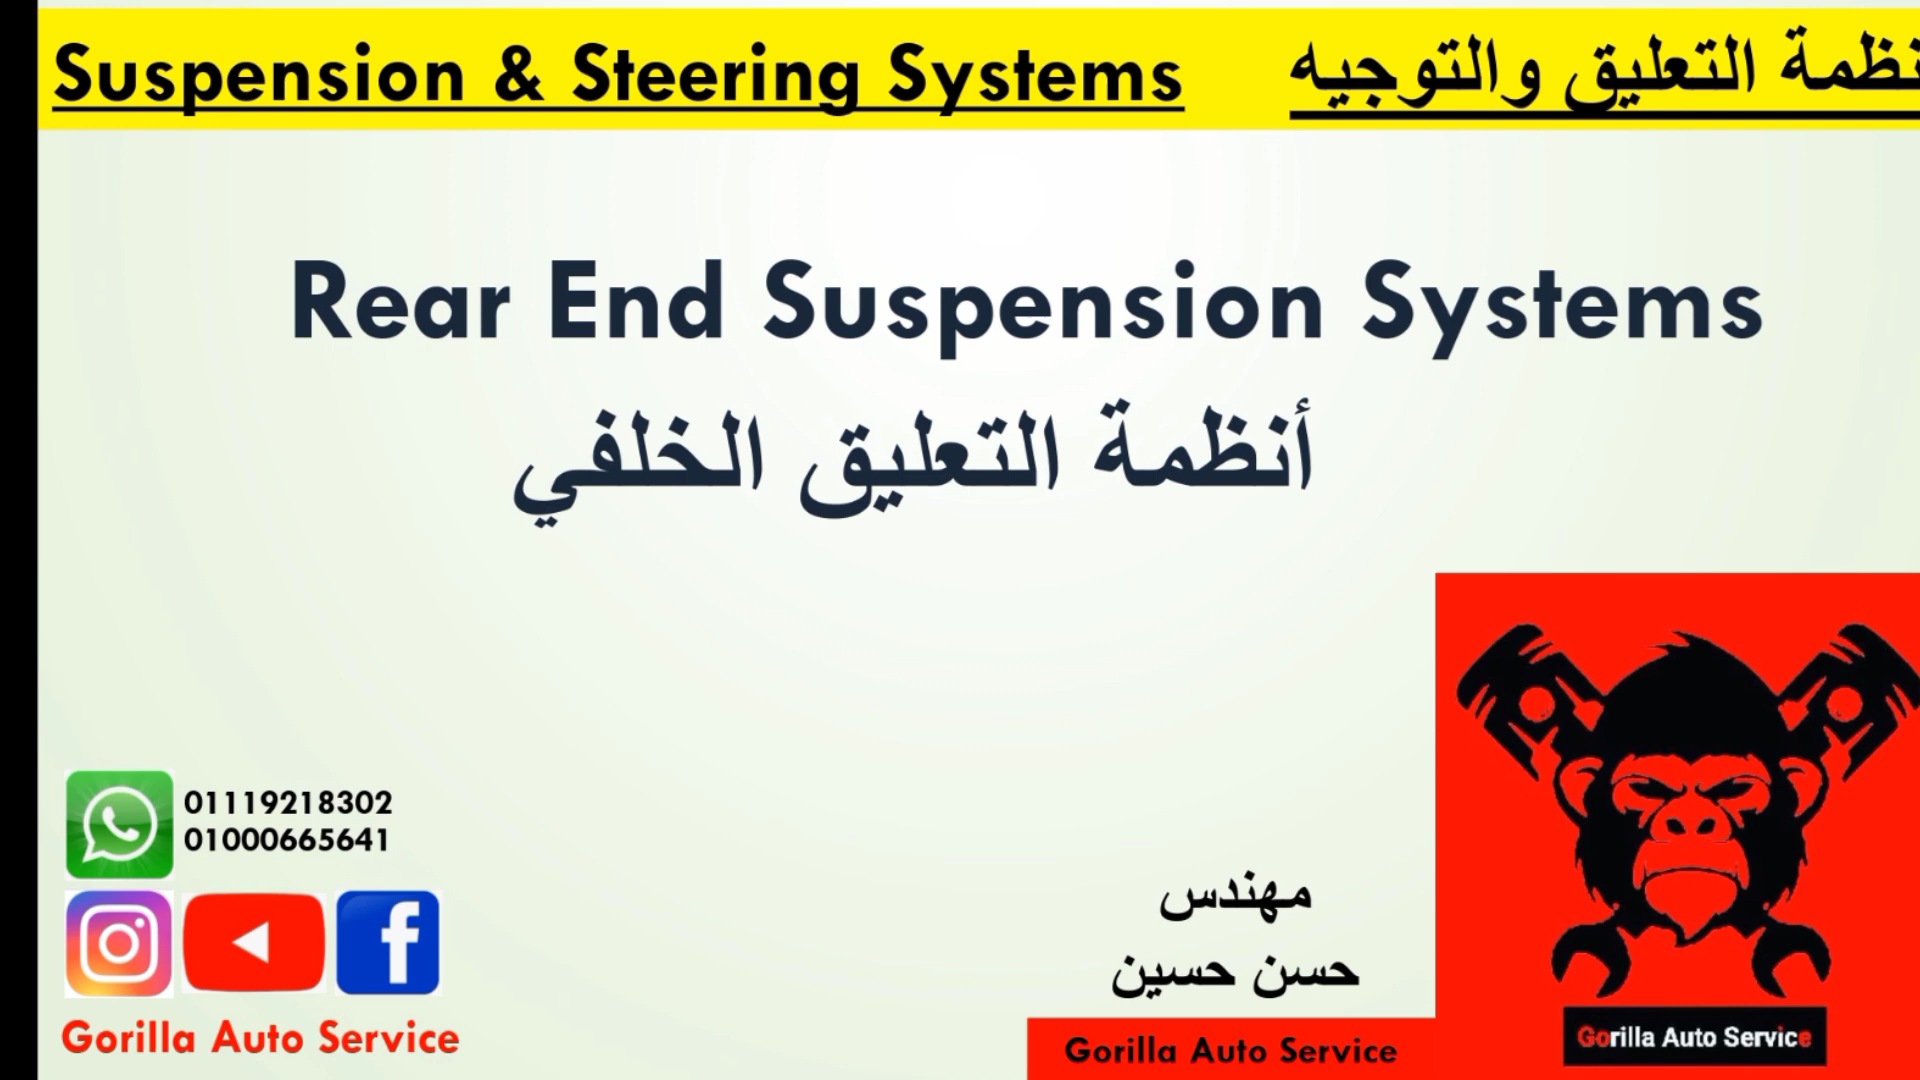 Suspension & Steering Systems
نظمة التعليق والتوجيه
Rear End Suspension Systems
أنظمة التعليق الخلفي
01119218302
01000665641
Gorilla Auto Service
مهندس
حسن حسين
Gorilla Auto Service
Gorilla Auto Service